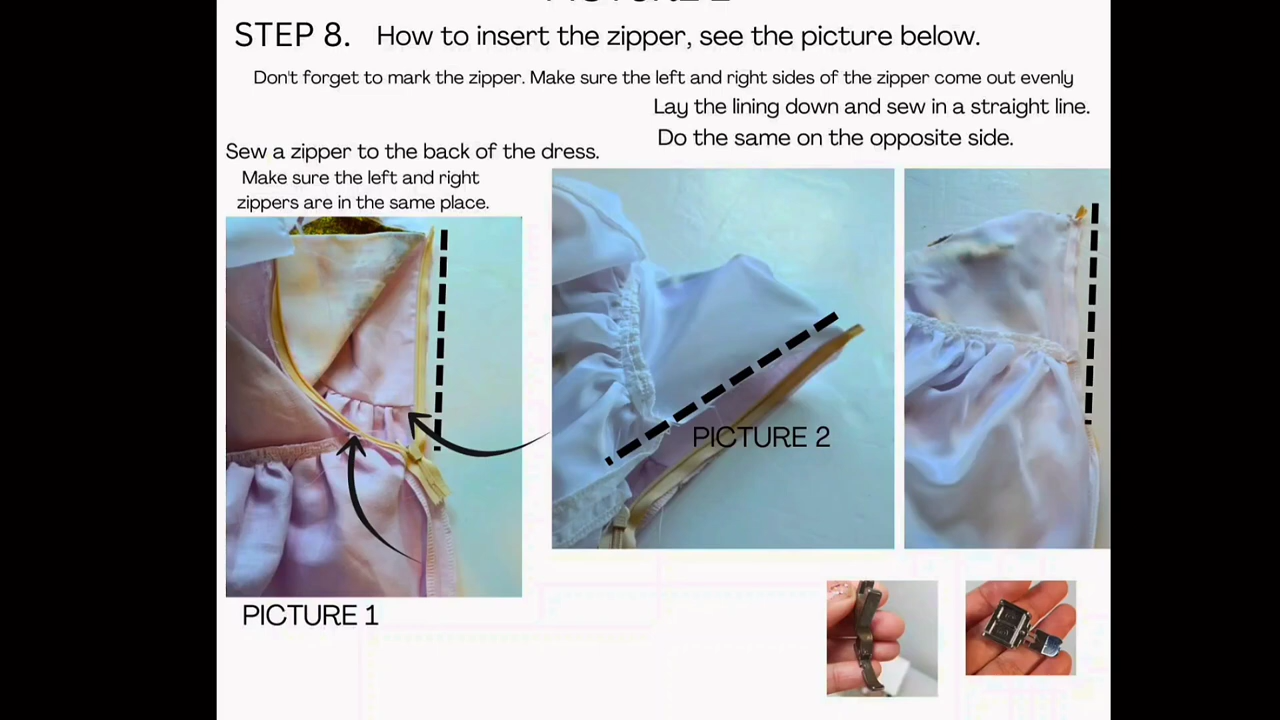 STEP 8. How to insert the zipper, see the picture below.
Don't forget to mark the zipper. Make sure the left and right sides of the zipper come out evenly
Lay the lining down and sew in a straight line.
Do the same on the opposite side.
Sew a zipper to the back of the dress.
Make sure the left and right
zippers are in the same place.
PICTURE 2
PICTURE 1